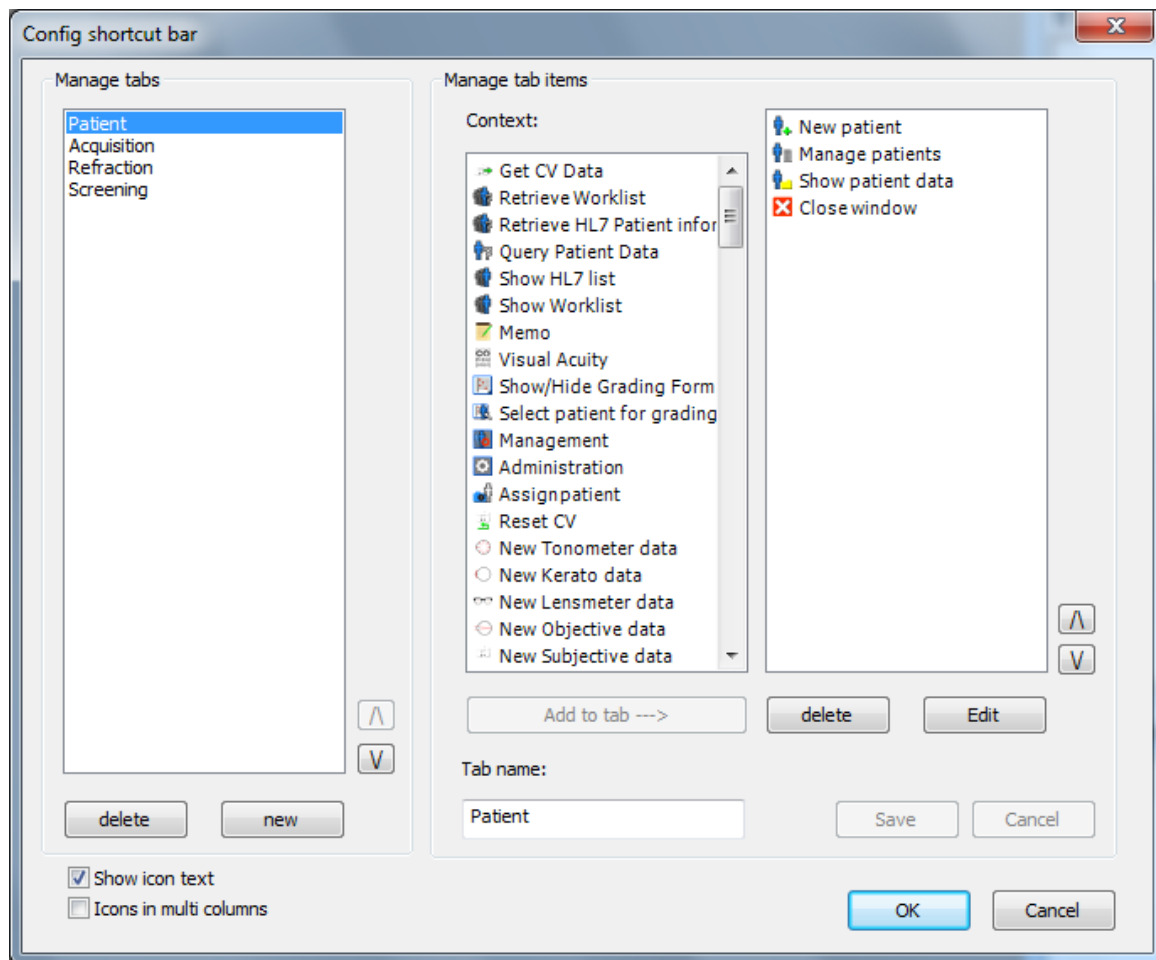 Config shortcut bar
Manage tabs
Patient
Acquisition
Refraction
Screening
/\
\/
delete
new
Manage tab items
Context:
Get CV Data
Retrieve Worklist
Retrieve HL7 Patient infor
Query Patient Data
Show HL7 list
Show Worklist
Memo
Visual Acuity
Show/Hide Grading Form
Select patient for grading
Management
Administration
Assign patient
Reset CV
New Tonometer data
New Kerato data
New Lensmeter data
New Objective data
New Subjective data
New patient
Manage patients
Show patient data
Close window
/\
\/
Add to tab --->
delete
Edit
Tab name:
Patient
Save
Cancel
Show icon text
Icons in multi columns
OK
Cancel